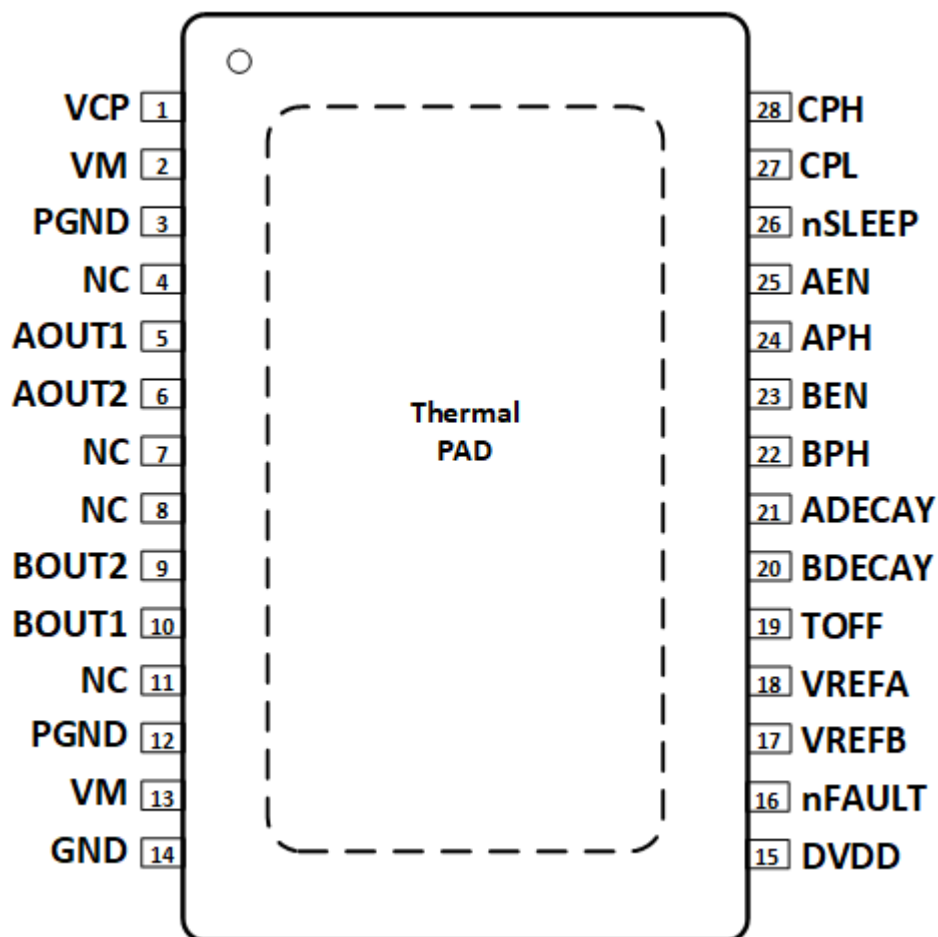 VCP 1
VM 2
PGND 3
NC 4
AOUT1 5
AOUT2 6
NC 7
NC 8
BOUT2 9
BOUT1 10
NC 11
PGND 12
VM 13
GND 14
Thermal
PAD
28 CPH
27 CPL
26 nSLEEP
25 AEN
24 APH
23 BEN
22 BPH
21 ADECAY
20 BDECAY
19 TOFF
18 VREFA
17 VREFB
16 nFAULT
15 DVDD